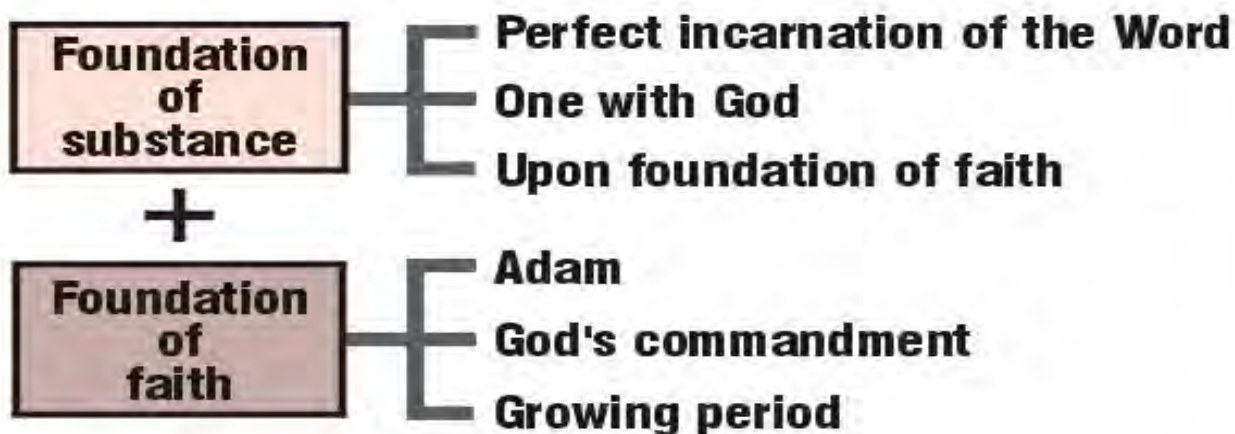 Foundation
of
substance
Perfect incarnation of the Word
One with God
Upon foundation of faith
+
Foundation
of
faith
Adam
God's commandment
Growing period